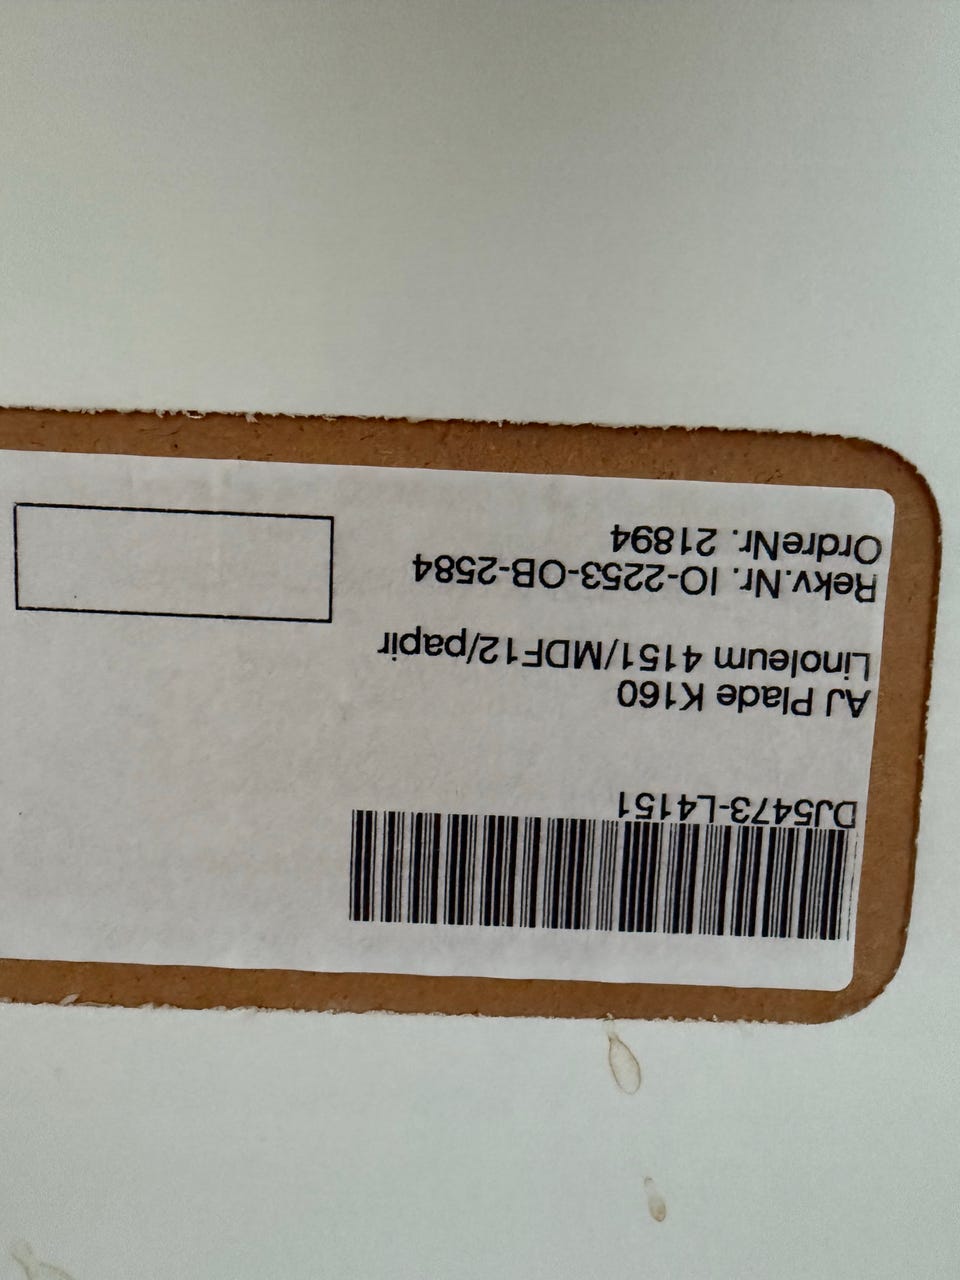 DJ5473-L4151
AJ Plade K160
Linoleum 4151/MDF12/papir
Rekv.Nr. IO-2253-OB-2584
OrdreNr. 21894